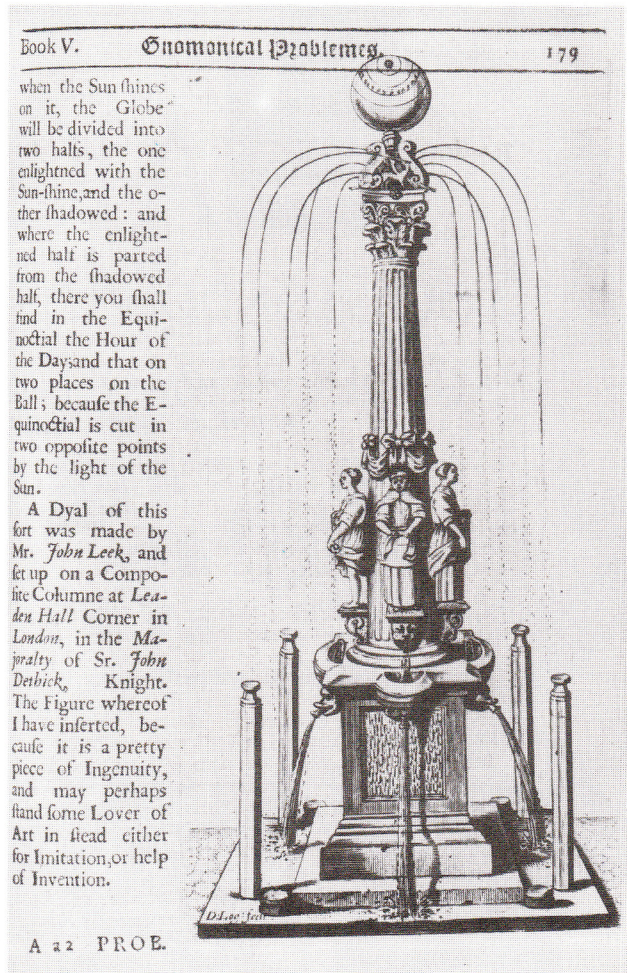 Book V. Gnomonical Problemes. 179
when the Sun ſhines
on it, the Globe
will be divided into
two halfs, the one
enlightned with the
Sun-ſhine,and the o-
ther ſhadowed : and
where the enlight-
ned half is parted
from the ſhadowed
half, there you ſhall
find in the Equi-
noctial the Hour of
the Day;and that on
two places on the
Ball; becauſe the E-
quinoctial is cut in
two oppoſite points
by the light of the
Sun.
A Dyal of this
ſort was made by
Mr. John Leek, and
ſet up on a Compo-
ſite Columne at Lea-
den Hall Corner in
London, in the Ma-
joralty of Sr. John
Dethick, Knight.
The Figure whereof
I have inſerted, be-
cauſe it is a pretty
piece of Ingenuity,
and may perhaps
ſtand ſome Lover of
Art in ſtead either
for Imitation,or help
of Invention.
D. Log fecit
A a 2 PROE.